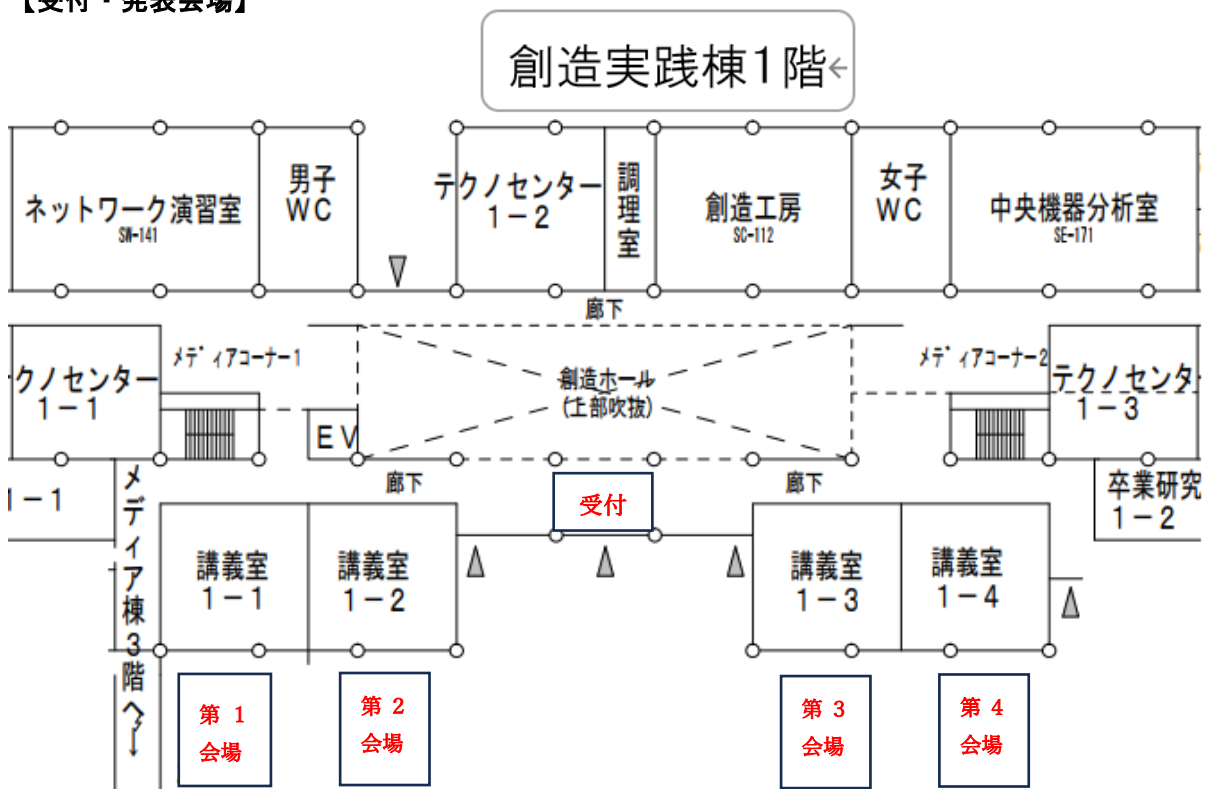 【受付・発表会場】
創造実践棟1階←
ネットワーク演習室
SW-141
男子
WC
テクノセンター
1－2
調理室
創造工房
SC-112
女子
WC
中央機器分析室
SE-171
廊下
クノセンター
1－1
メディアコーナー1
EV
創造ホール
(上部吹抜)
メディアコーナー2
テクノセンタ
1－3
廊下
受付
廊下
1－1
メディア棟3階へ
卒業研究
1－2
講義室
1－1
講義室
1－2
講義室
1－3
講義室
1－4
第 1
会場
第 2
会場
第 3
会場
第 4
会場